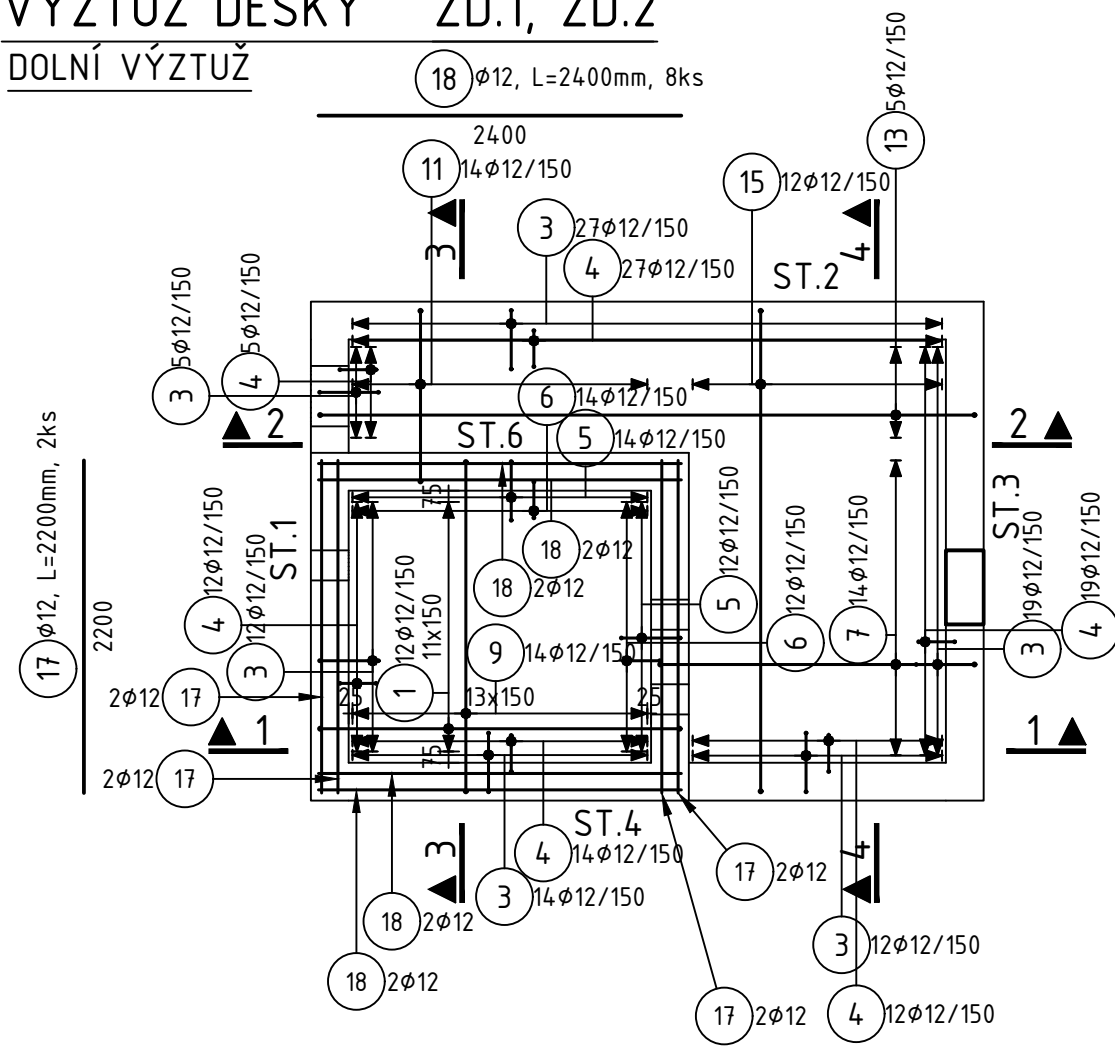 VÝZTUŽ DESKY ZD.1, ZD.2
DOLNÍ VÝZTUŽ
18 ϕ12, L=2400mm, 8ks
2400
13 5ϕ12/150
11 14ϕ12/150
15 12ϕ12/150
3 27ϕ12/150
4 27ϕ12/150
3
4
ST.2
3 5ϕ12/150
4 5ϕ12/150
6 14ϕ12/150
5 14ϕ12/150
2
ST.6
2
17 ϕ12, L=2200mm, 2ks
2200
ST.1
ST.3
75
4 12ϕ12/150
3 12ϕ12/150
18 2ϕ12
18 2ϕ12
5 12ϕ12/150
6 12ϕ12/150
7 14ϕ12/150
3 19ϕ12/150
4 19ϕ12/150
1 12ϕ12/150
11x150
9 14ϕ12/150
25
13x150
25
2ϕ12 17
1
75
1
2ϕ12 17
3
ST.4
4
4 14ϕ12/150
17 2ϕ12
3 14ϕ12/150
18 2ϕ12
3 12ϕ12/150
18 2ϕ12
17 2ϕ12
4 12ϕ12/150